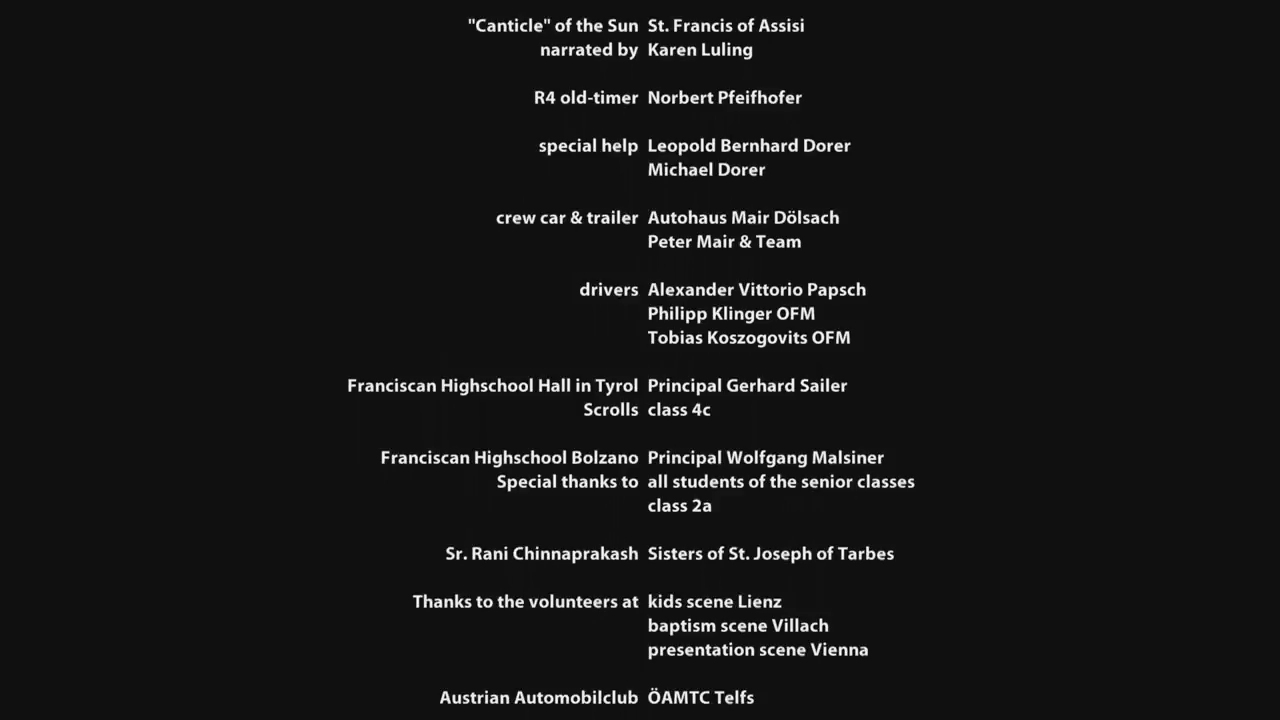 "Canticle" of the Sun St. Francis of Assisi
narrated by Karen Luling
R4 old-timer Norbert Pfeifhofer
special help Leopold Bernhard Dorer
Michael Dorer
crew car & trailer Autohaus Mair Dölsach
Peter Mair & Team
drivers Alexander Vittorio Papsch
Philipp Klinger OFM
Tobias Koszogovits OFM
Franciscan Highschool Hall in Tyrol Principal Gerhard Sailer
Scrolls class 4c
Franciscan Highschool Bolzano Principal Wolfgang Malsiner
Special thanks to all students of the senior classes
class 2a
Sr. Rani Chinnaprakash Sisters of St. Joseph of Tarbes
Thanks to the volunteers at kids scene Lienz
baptism scene Villach
presentation scene Vienna
Austrian Automobilclub ÖAMTC Telfs